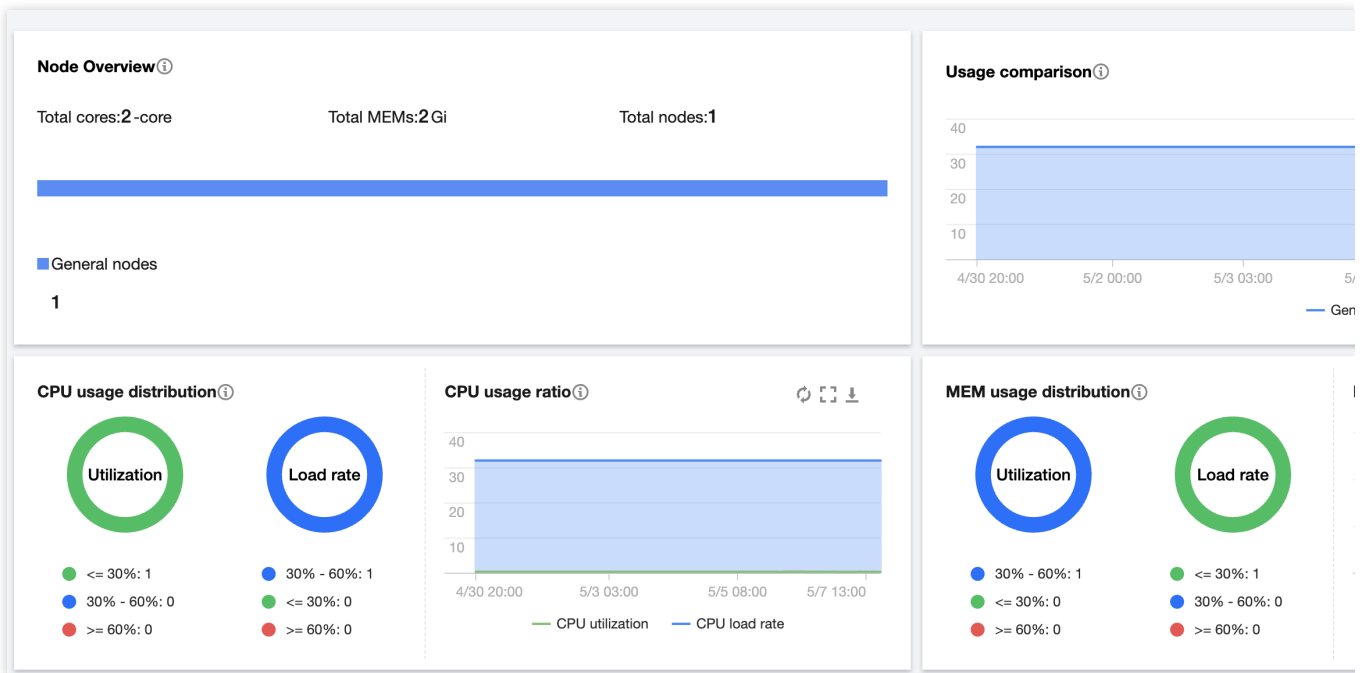 Node Overview
Total cores:2-core
Total MEMs:2Gi
Total nodes:1
General nodes
1
Usage comparison
40
30
20
10
4/30 20:00
5/2 00:00
5/3 03:00
5/
Gen
CPU usage distribution
Utilization
<= 30%: 1
30% - 60%: 0
>= 60%: 0
Load rate
30% - 60%: 1
<= 30%: 0
>= 60%: 0
CPU usage ratio
40
30
20
10
4/30 20:00
5/3 03:00
5/5 08:00
5/7 13:00
CPU utilization
CPU load rate
MEM usage distribution
Utilization
30% - 60%: 1
<= 30%: 0
>= 60%: 0
Load rate
<= 30%: 1
30% - 60%: 0
>= 60%: 0